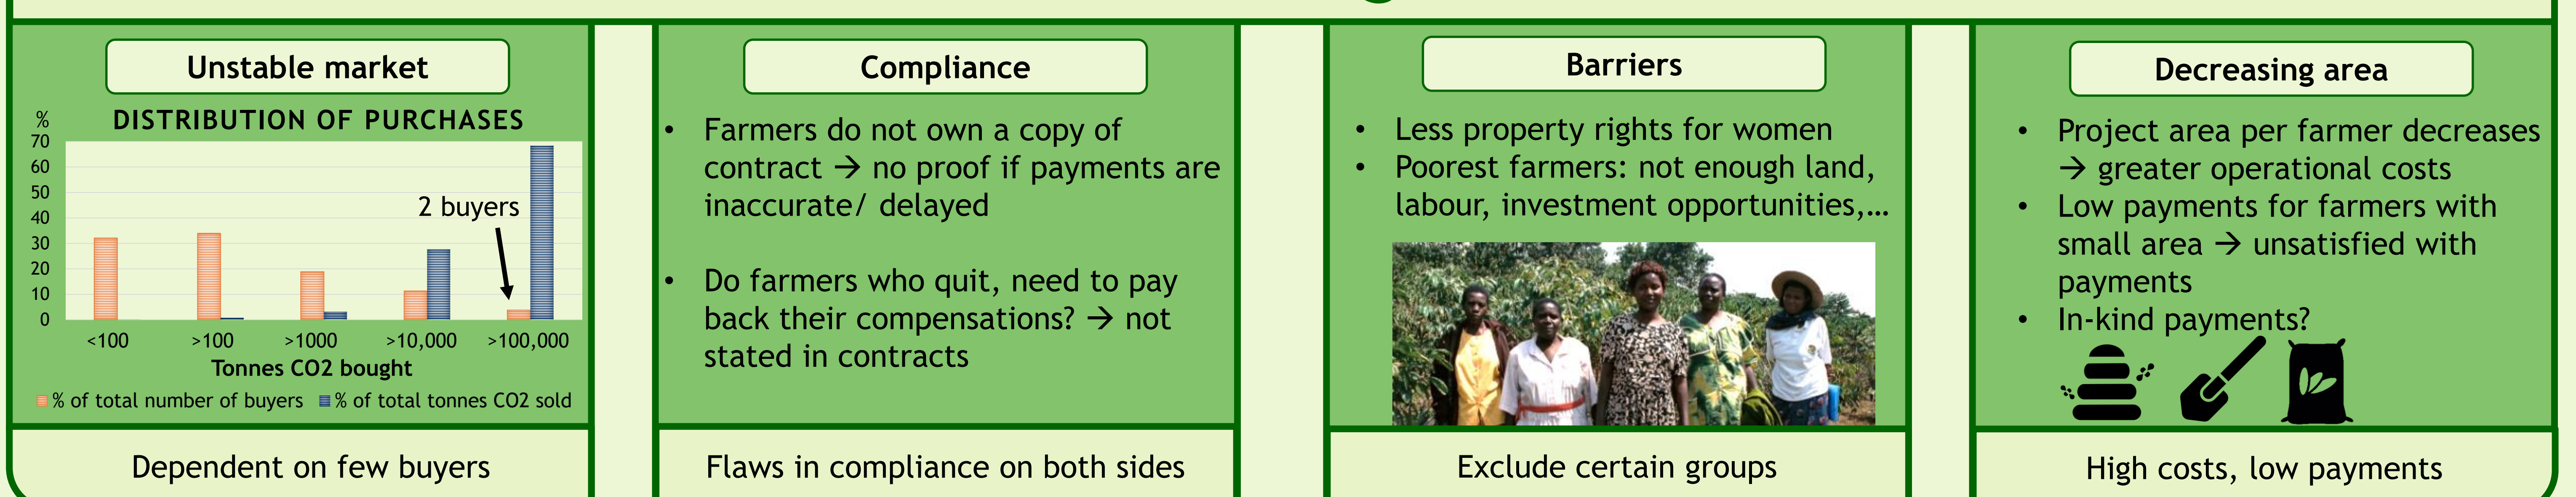 Unstable market
DISTRIBUTION OF PURCHASES
%
70
60
50
40
30
20
10
0
2 buyers
<100 >100 >1000 >10,000 >100,000
Tonnes CO2 bought
% of total number of buyers % of total tonnes CO2 sold
Dependent on few buyers
Compliance
• Farmers do not own a copy of
contract → no proof if payments are
inaccurate/ delayed
• Do farmers who quit, need to pay
back their compensations? → not
stated in contracts
Flaws in compliance on both sides
Barriers
• Less property rights for women
• Poorest farmers: not enough land,
labour, investment opportunities,…
Exclude certain groups
Decreasing area
• Project area per farmer decreases
→ greater operational costs
• Low payments for farmers with
small area → unsatisfied with
payments
• In-kind payments?
High costs, low payments